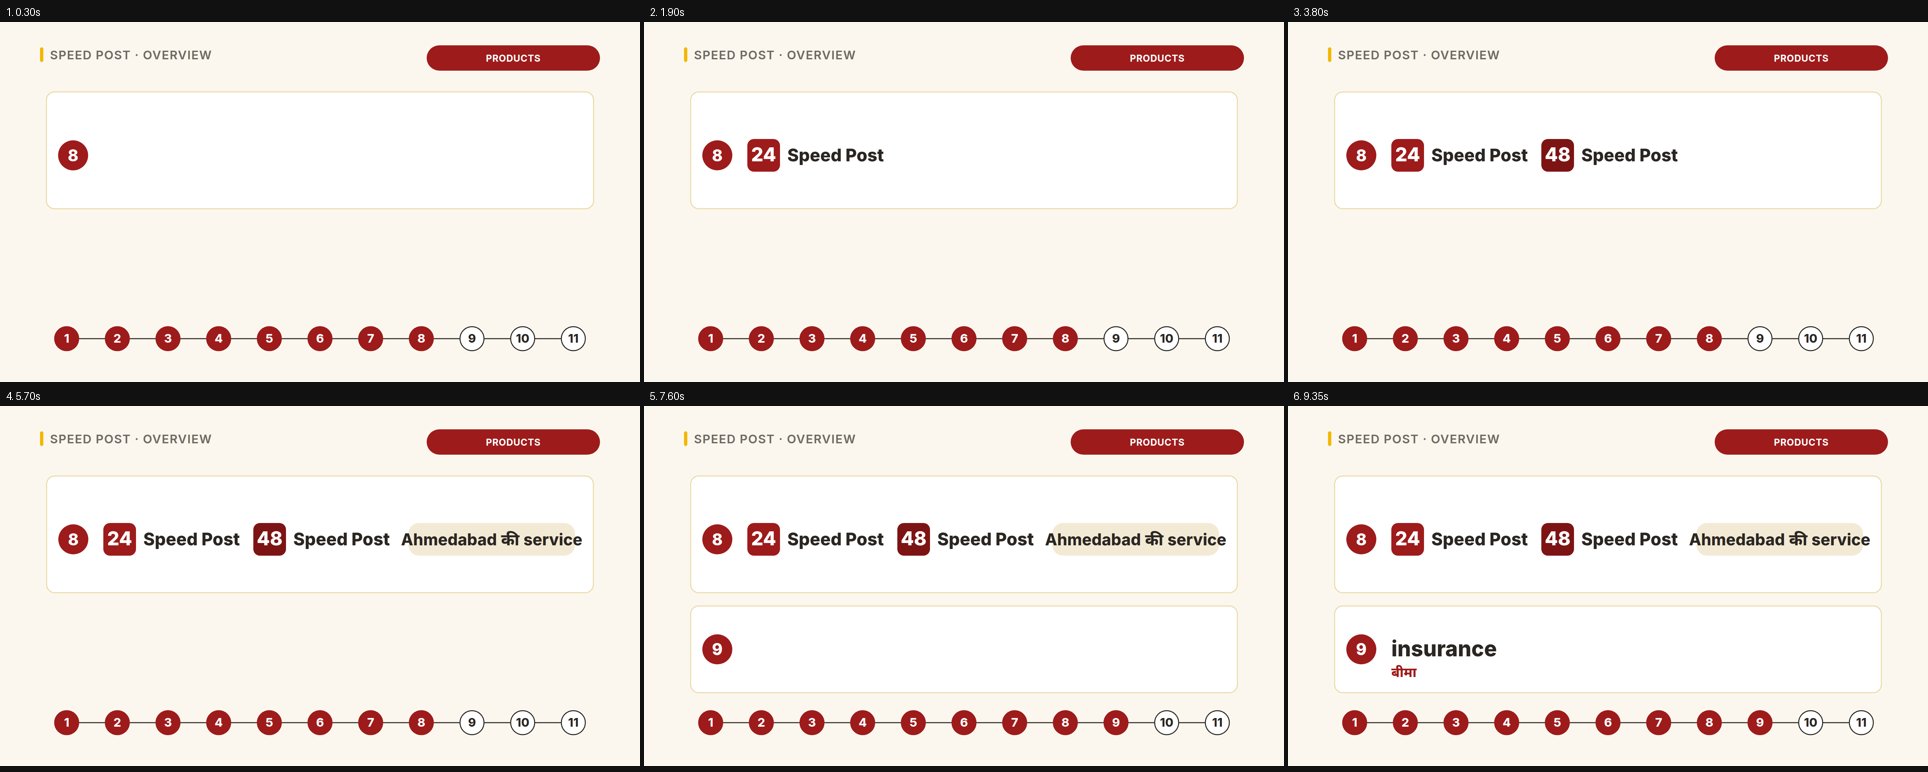 1. 0.30s
SPEED POST · OVERVIEW
PRODUCTS
8
1 2 3 4 5 6 7 8 9 10 11
2. 1.90s
SPEED POST · OVERVIEW
PRODUCTS
8 24 Speed Post
1 2 3 4 5 6 7 8 9 10 11
3. 3.80s
SPEED POST · OVERVIEW
PRODUCTS
8 24 Speed Post 48 Speed Post
1 2 3 4 5 6 7 8 9 10 11
4. 5.70s
SPEED POST · OVERVIEW
PRODUCTS
8 24 Speed Post 48 Speed Post Ahmedabad की service
1 2 3 4 5 6 7 8 9 10 11
5. 7.60s
SPEED POST · OVERVIEW
PRODUCTS
8 24 Speed Post 48 Speed Post Ahmedabad की service
9
1 2 3 4 5 6 7 8 9 10 11
6. 9.35s
SPEED POST · OVERVIEW
PRODUCTS
8 24 Speed Post 48 Speed Post Ahmedabad की service
9 insurance
बीमा
1 2 3 4 5 6 7 8 9 10 11